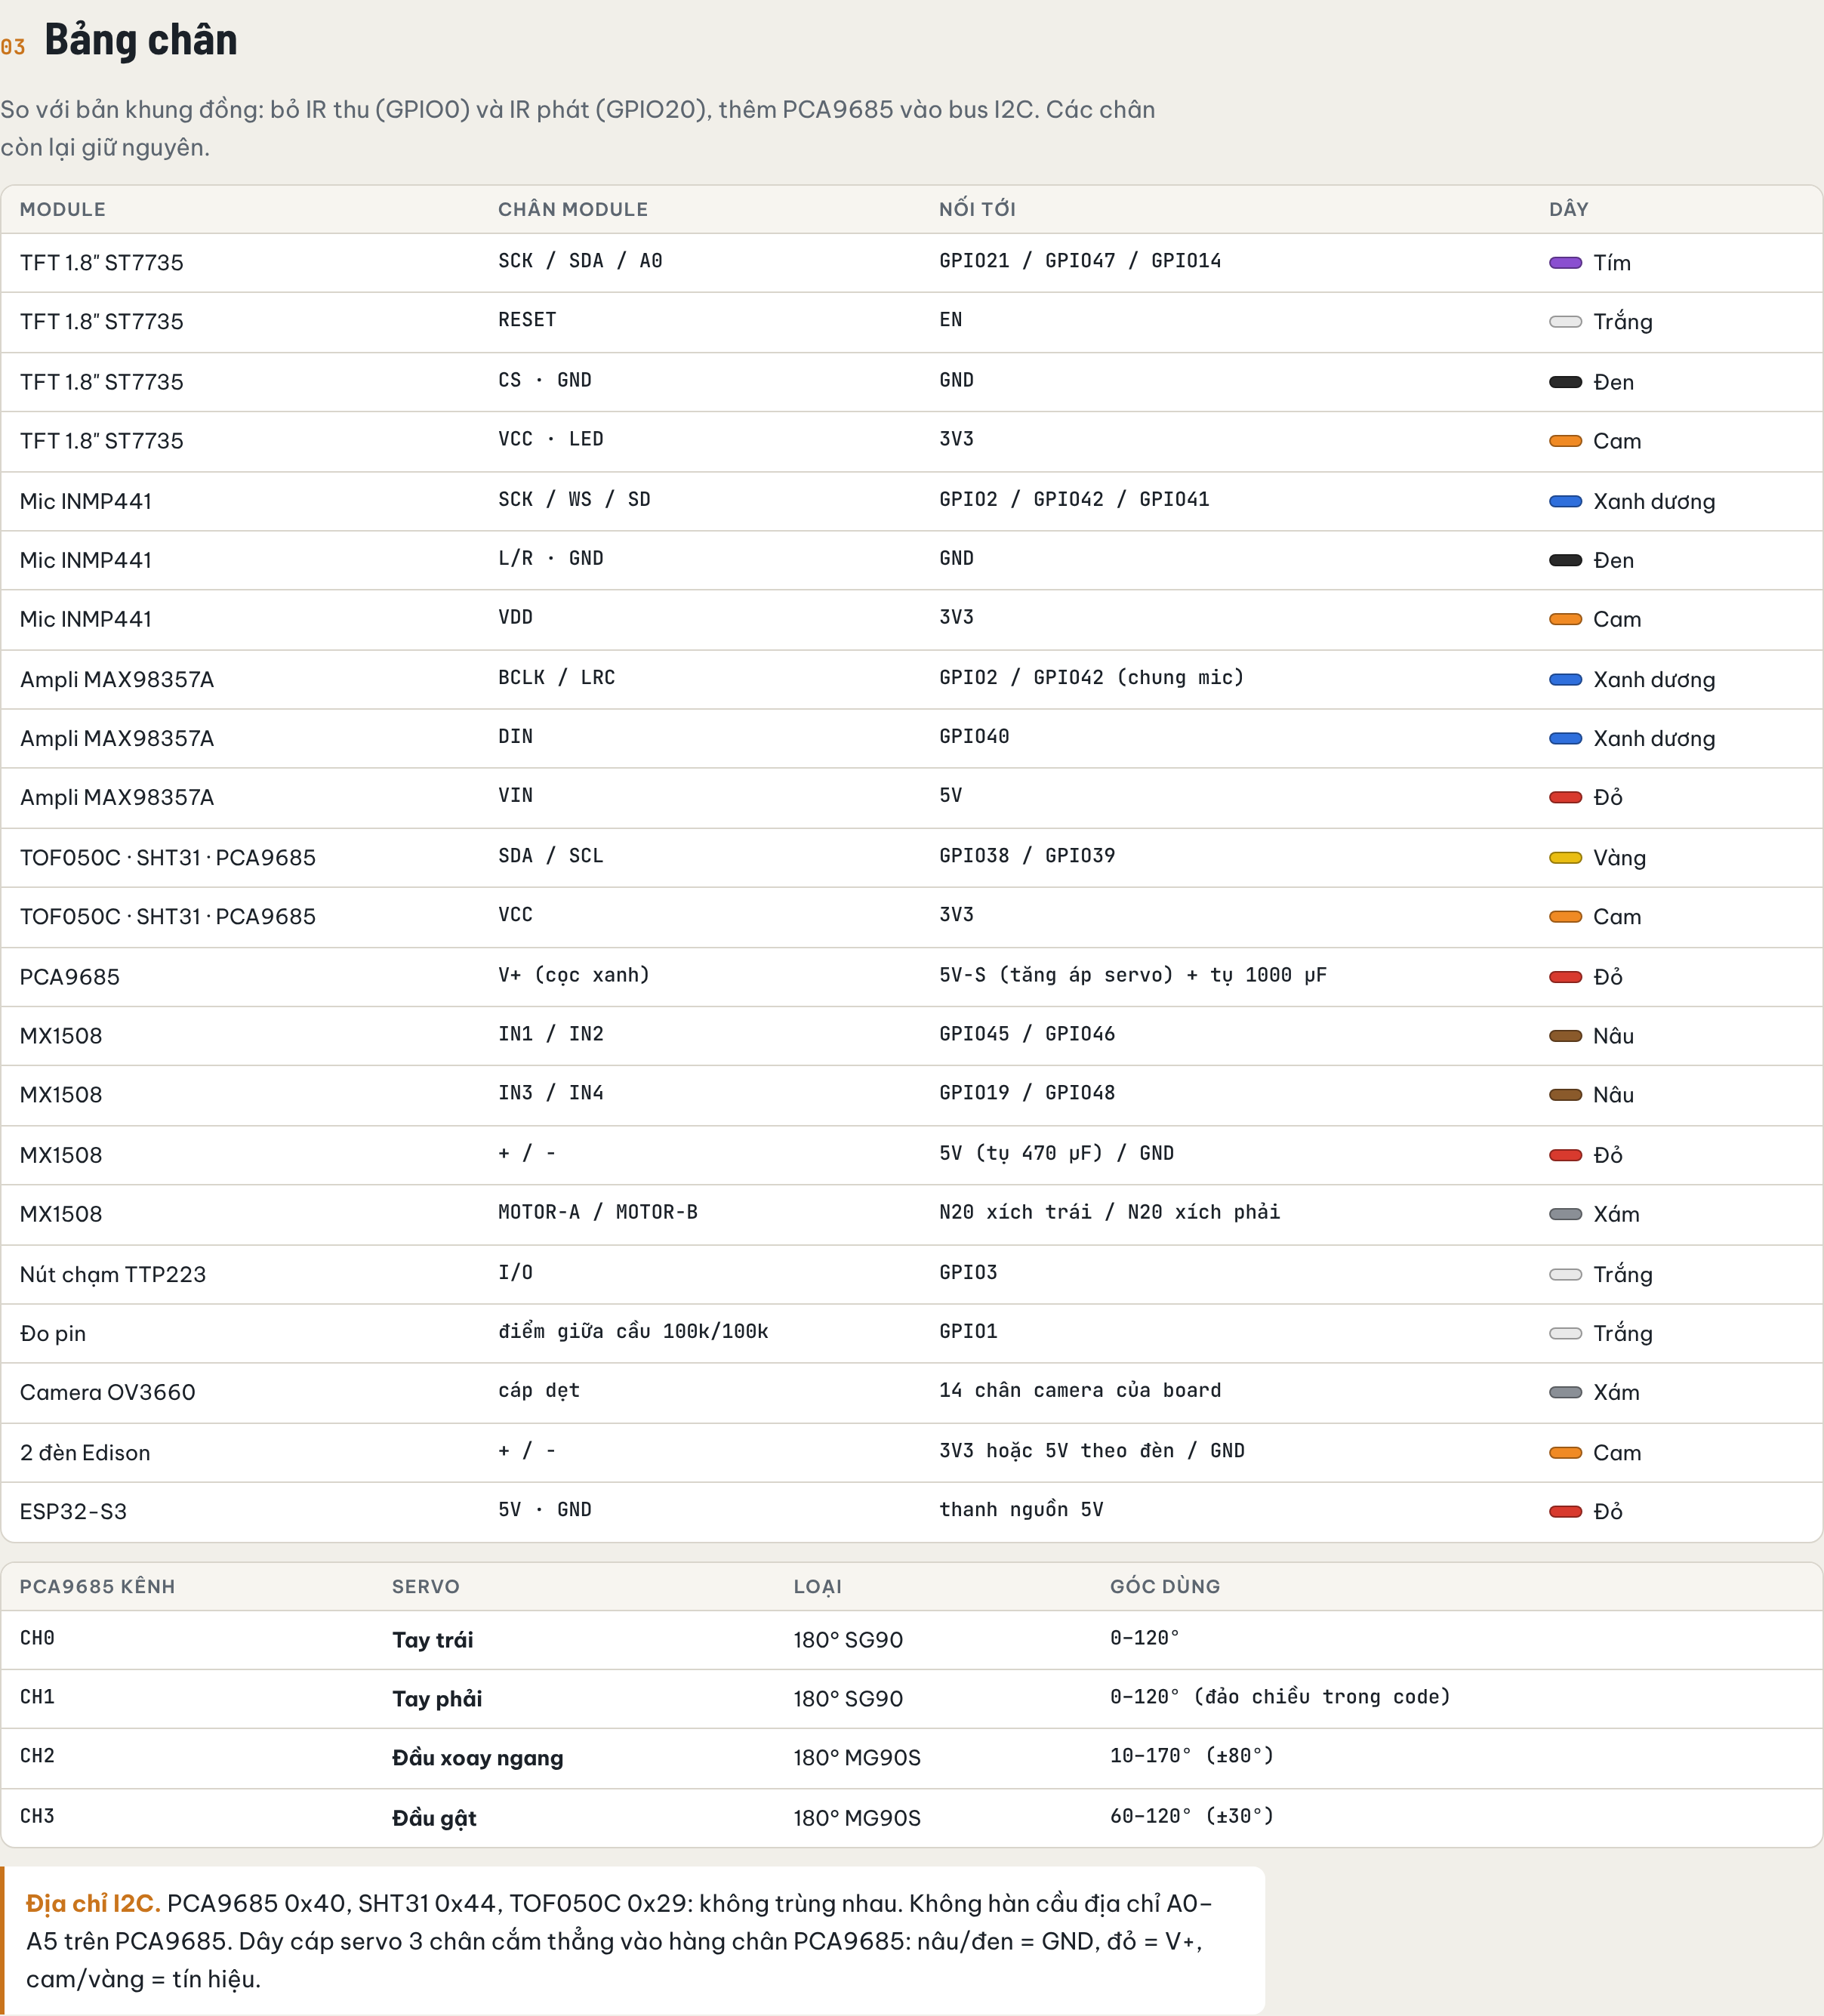 03 Bảng chân
So với bản khung đồng: bỏ IR thu (GPIO0) và IR phát (GPIO20), thêm PCA9685 vào bus I2C. Các chân
còn lại giữ nguyên.
MODULE CHÂN MODULE NỐI TỚI DÂY
TFT 1.8" ST7735 SCK / SDA / A0 GPIO21 / GPIO47 / GPIO14 Tím
TFT 1.8" ST7735 RESET EN Trắng
TFT 1.8" ST7735 CS · GND GND Đen
TFT 1.8" ST7735 VCC · LED 3V3 Cam
Mic INMP441 SCK / WS / SD GPIO2 / GPIO42 / GPIO41 Xanh dương
Mic INMP441 L/R · GND GND Đen
Mic INMP441 VDD 3V3 Cam
Ampli MAX98357A BCLK / LRC GPIO2 / GPIO42 (chung mic) Xanh dương
Ampli MAX98357A DIN GPIO40 Xanh dương
Ampli MAX98357A VIN 5V Đỏ
TOF050C · SHT31 · PCA9685 SDA / SCL GPIO38 / GPIO39 Vàng
TOF050C · SHT31 · PCA9685 VCC 3V3 Cam
PCA9685 V+ (cọc xanh) 5V-S (tăng áp servo) + tụ 1000 µF Đỏ
MX1508 IN1 / IN2 GPIO45 / GPIO46 Nâu
MX1508 IN3 / IN4 GPIO19 / GPIO48 Nâu
MX1508 + / - 5V (tụ 470 µF) / GND Đỏ
MX1508 MOTOR-A / MOTOR-B N20 xích trái / N20 xích phải Xám
Nút chạm TTP223 I/O GPIO3 Trắng
Đo pin điểm giữa cầu 100k/100k GPIO1 Trắng
Camera OV3660 cáp dẹt 14 chân camera của board Xám
2 đèn Edison + / - 3V3 hoặc 5V theo đèn / GND Cam
ESP32-S3 5V · GND thanh nguồn 5V Đỏ
PCA9685 KÊNH SERVO LOẠI GÓC DÙNG
CH0 Tay trái 180° SG90 0–120°
CH1 Tay phải 180° SG90 0–120° (đảo chiều trong code)
CH2 Đầu xoay ngang 180° MG90S 10–170° (±80°)
CH3 Đầu gật 180° MG90S 60–120° (±30°)
Địa chỉ I2C. PCA9685 0x40, SHT31 0x44, TOF050C 0x29: không trùng nhau. Không hàn cầu địa chỉ A0–
A5 trên PCA9685. Dây cáp servo 3 chân cắm thẳng vào hàng chân PCA9685: nâu/đen = GND, đỏ = V+,
cam/vàng = tín hiệu.